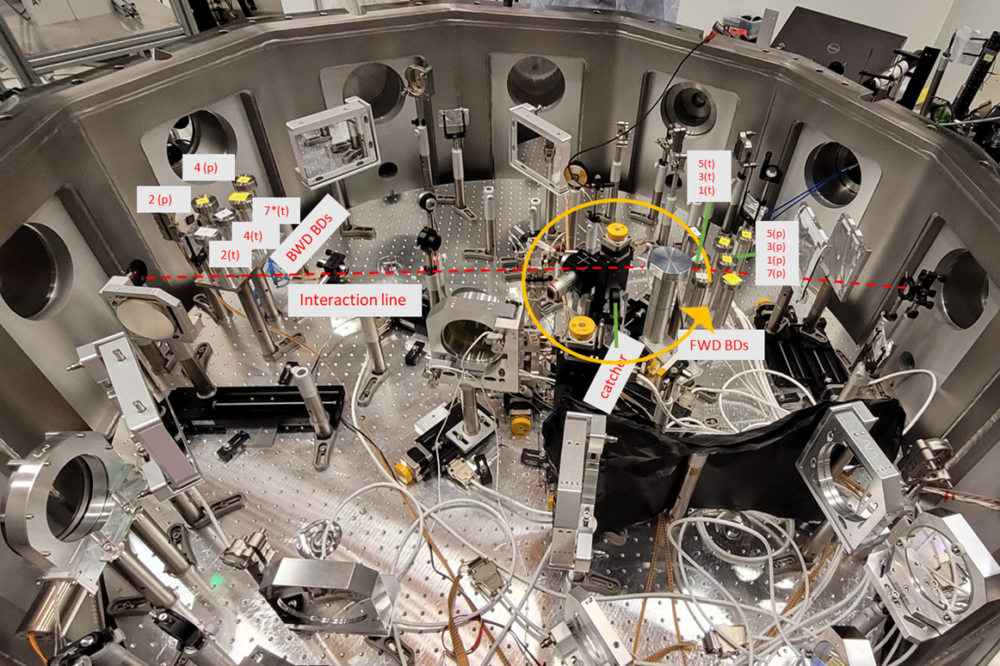 4 (p)
2 (p)
7*(t)
4(t)
2(t)
BWD BDs
Interaction line
5(t)
3(t)
1(t)
5(p)
3(p)
1(p)
7(p)
FWD BDs
catcher